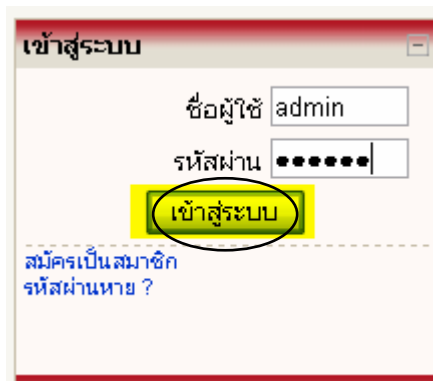 เข้าสู่ระบบ
ชื่อผู้ใช้ admin
รหัสผ่าน ●●●●●●
เข้าสู่ระบบ
สมัครเป็นสมาชิก
รหัสผ่านหาย ?